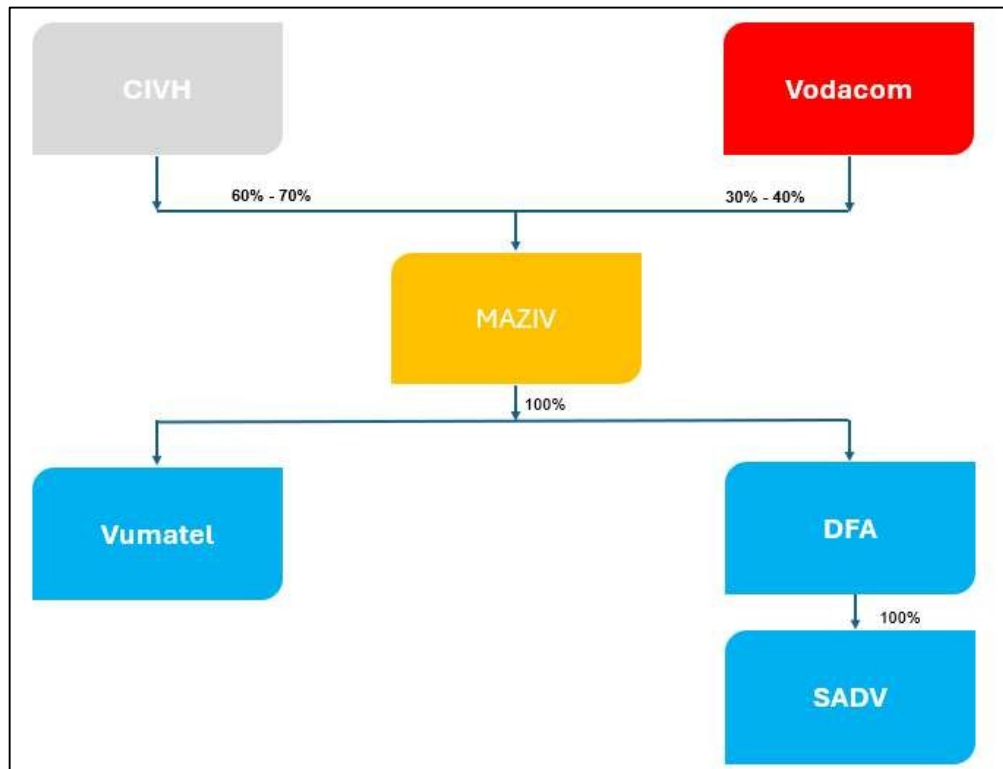 CIVH
Vodacom
60% - 70%
30% - 40%
MAZIV
100%
Vumatel
DFA
100%
SADV